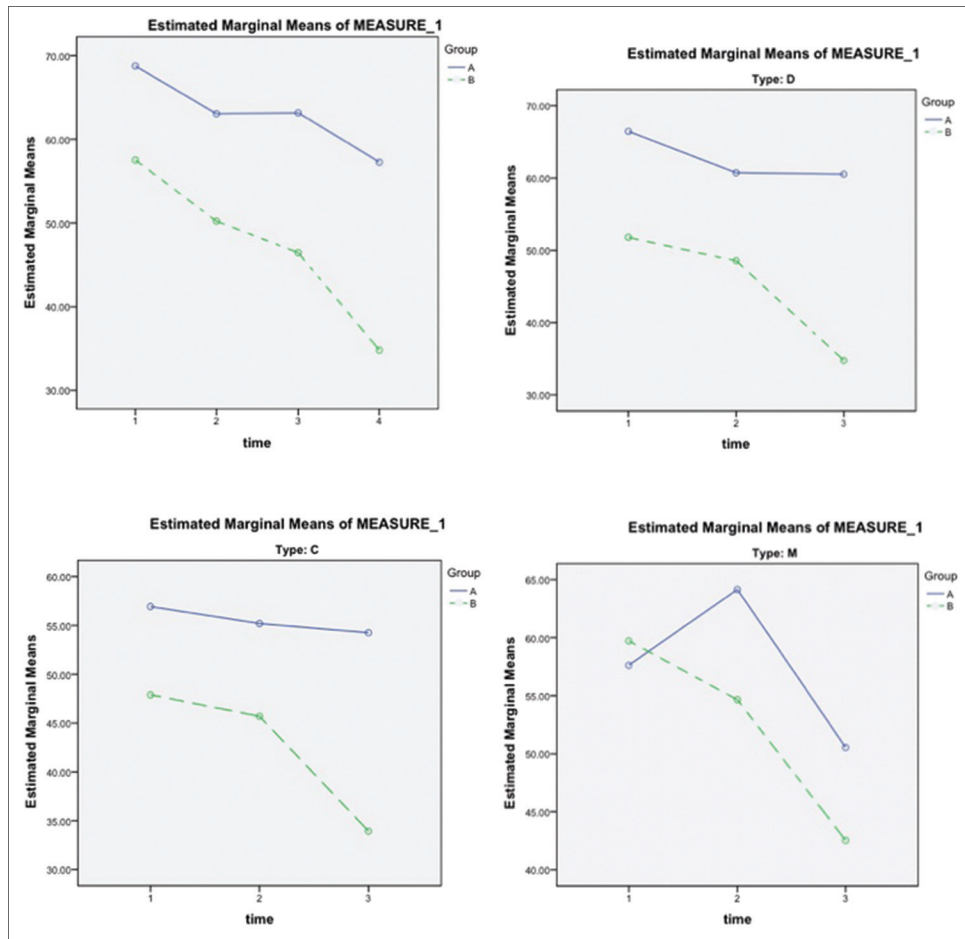 Estimated Marginal Means of MEASURE_1
Group
A
B
Estimated Marginal Means
70.00
60.00
50.00
40.00
30.00
1 2 3 4
time
Estimated Marginal Means of MEASURE_1
Type: D
Group
A
B
Estimated Marginal Means
70.00
60.00
50.00
40.00
30.00
1 2 3
time
Estimated Marginal Means of MEASURE_1
Type: C
Group
A
B
Estimated Marginal Means
60.00
55.00
50.00
45.00
40.00
35.00
30.00
1 2 3
time
Estimated Marginal Means of MEASURE_1
Type: M
Group
A
B
Estimated Marginal Means
65.00
60.00
55.00
50.00
45.00
40.00
1 2 3
time